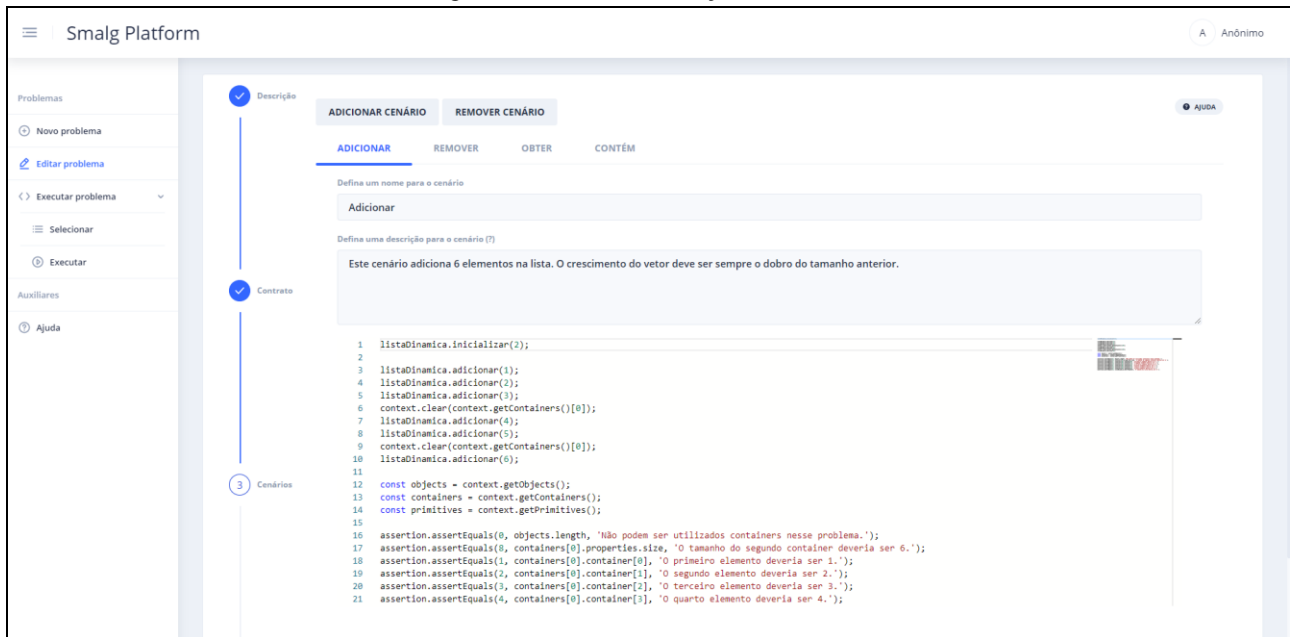 Smalg Platform
A Anônimo
Problemas
Novo problema
Editar problema
Executar problema
Selecionar
Executar
Auxiliares
Ajuda
Descrição
Contrato
3 Cenários
ADICIONAR CENÁRIO REMOVER CENÁRIO
AJUDA
ADICIONAR REMOVER OBTER CONTÉM
Defina um nome para o cenário
Adicionar
Defina uma descrição para o cenário (?)
Este cenário adiciona 6 elementos na lista. O crescimento do vetor deve ser sempre o dobro do tamanho anterior.
1 listaDinamica.inicializar(2);
2
3 listaDinamica.adicionar(1);
4 listaDinamica.adicionar(2);
5 listaDinamica.adicionar(3);
6 context.clear(context.getContainers()[0]);
7 listaDinamica.adicionar(4);
8 listaDinamica.adicionar(5);
9 context.clear(context.getContainers()[0]);
10 listaDinamica.adicionar(6);
11
12 const objects = context.getObjects();
13 const containers = context.getContainers();
14 const primitives = context.getPrimitives();
15
16 assertion.assertEquals(0, objects.length, 'Não podem ser utilizados containers nesse problema.');
17 assertion.assertEquals(8, containers[0].properties.size, 'O tamanho do segundo container deveria ser 6.');
18 assertion.assertEquals(1, containers[0].container[0], 'O primeiro elemento deveria ser 1.');
19 assertion.assertEquals(2, containers[0].container[1], 'O segundo elemento deveria ser 2.');
20 assertion.assertEquals(3, containers[0].container[2], 'O terceiro elemento deveria ser 3.');
21 assertion.assertEquals(4, containers[0].container[3], 'O quarto elemento deveria ser 4.');